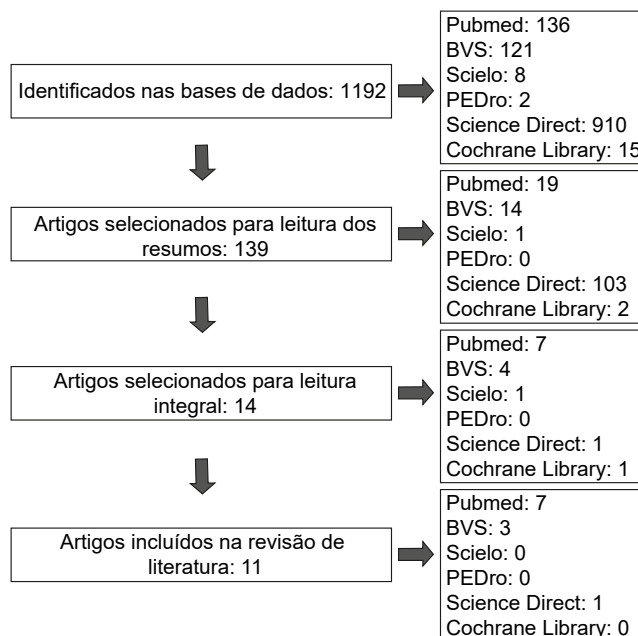 Identificados nas bases de dados: 1192
Pubmed: 136
BVS: 121
Scielo: 8
PEDro: 2
Science Direct: 910
Cochrane Library: 15
Artigos selecionados para leitura dos
resumos: 139
Pubmed: 19
BVS: 14
Scielo: 1
PEDro: 0
Science Direct: 103
Cochrane Library: 2
Artigos selecionados para leitura
integral: 14
Pubmed: 7
BVS: 4
Scielo: 1
PEDro: 0
Science Direct: 1
Cochrane Library: 1
Artigos incluídos na revisão de
literatura: 11
Pubmed: 7
BVS: 3
Scielo: 0
PEDro: 0
Science Direct: 1
Cochrane Library: 0